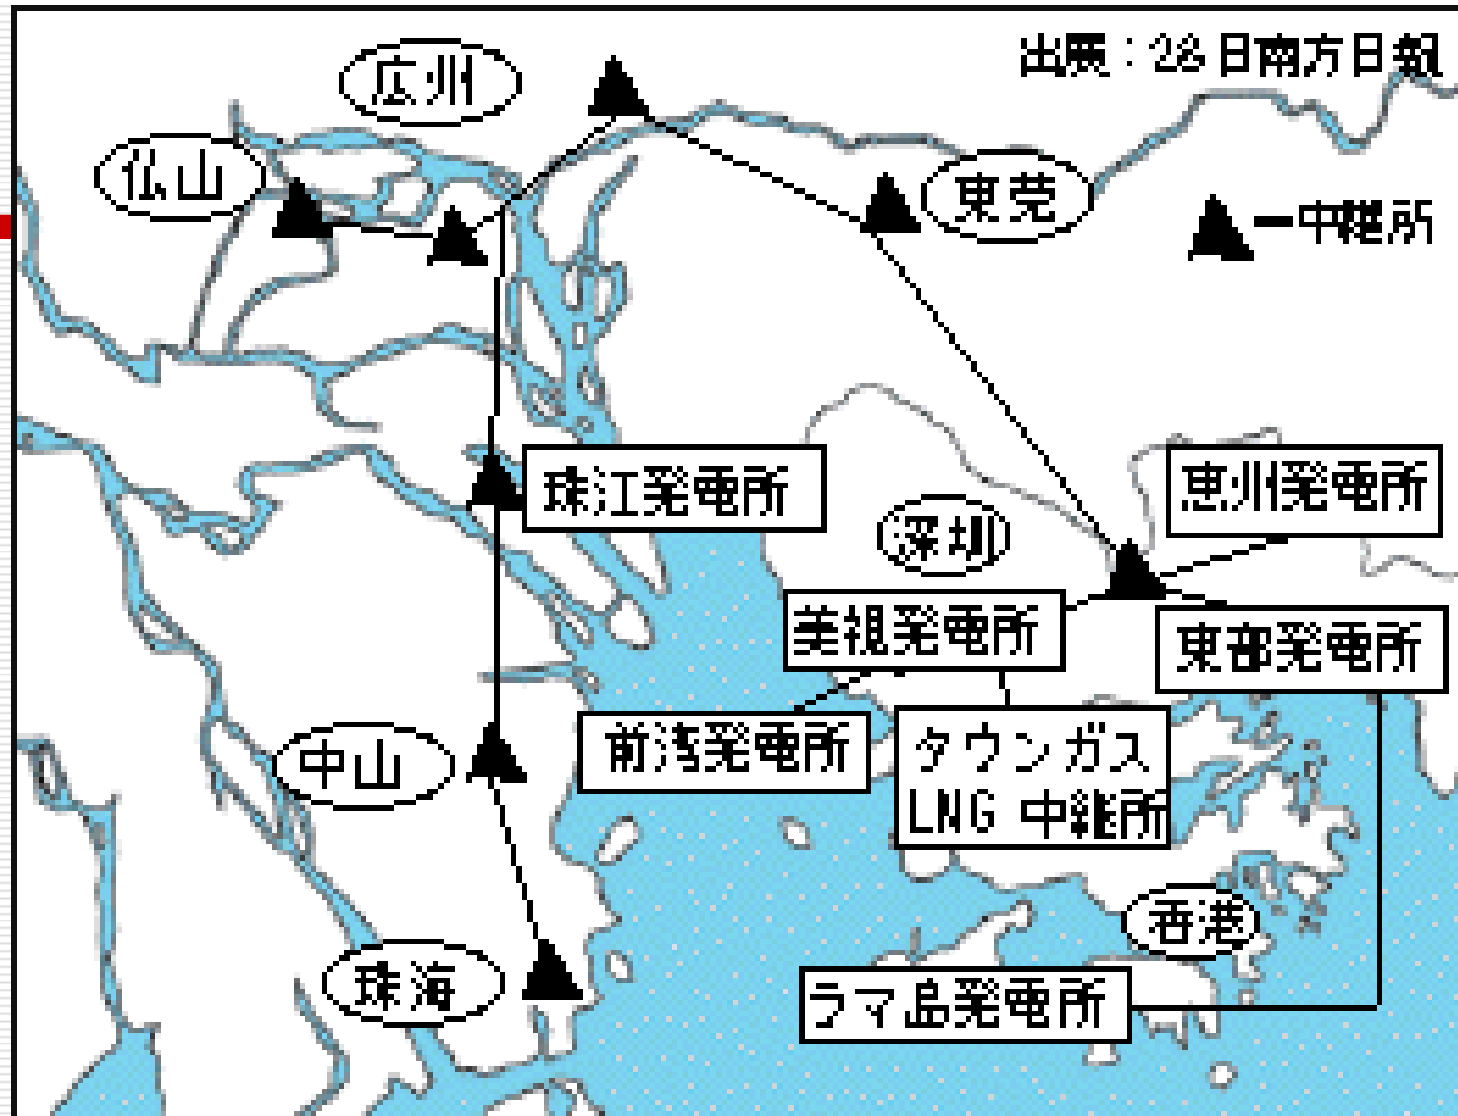 出展：28日南方日報
広州
仏山
東莞
▲ー中継所
珠江発電所
恵州発電所
深圳
美視発電所
東部発電所
前湾発電所
タウンガス
LNG 中継所
中山
香港
珠海
ラマ島発電所